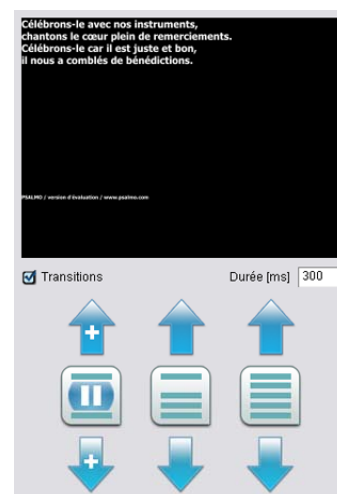 Célébrons-le avec nos instruments,
chantons le cœur plein de remerciements.
Célébrons-le car il est juste et bon,
il nous a comblés de bénédictions.
PSALMO / version d'évaluation / www.psalmo.com
Transitions
Durée [ms] 300